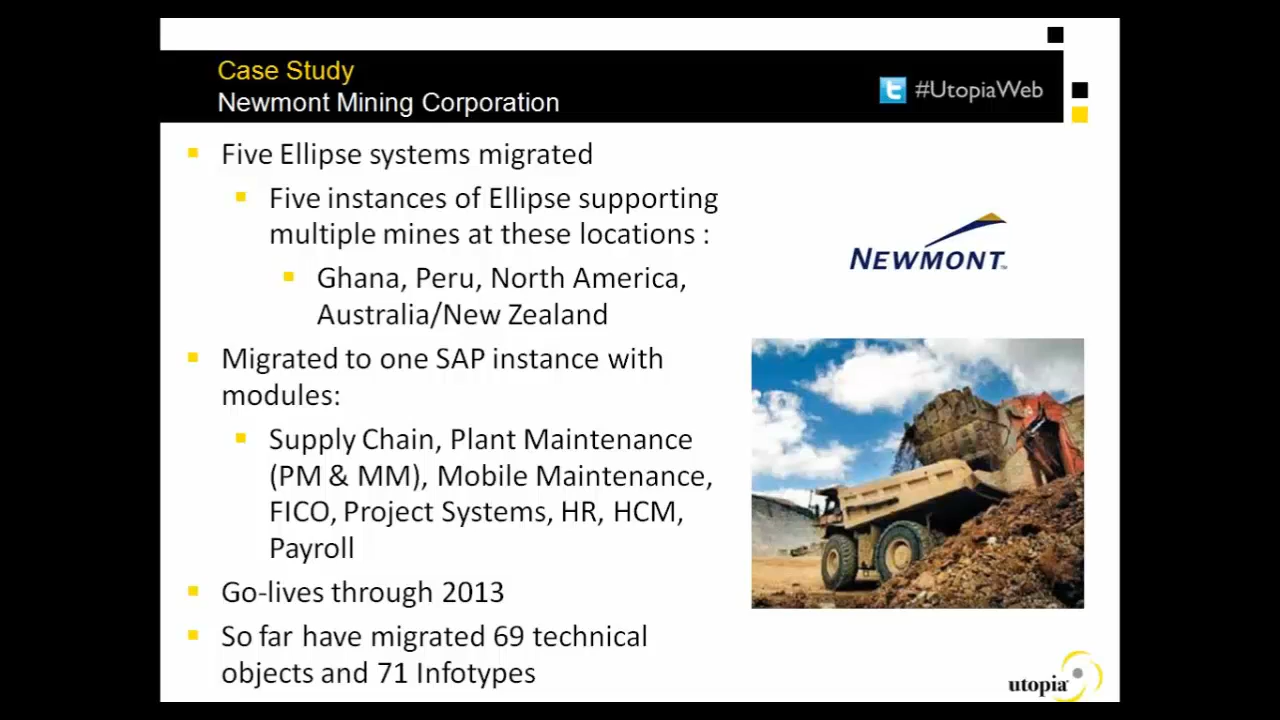 Case Study
Newmont Mining Corporation
#UtopiaWeb
Five Ellipse systems migrated
Five instances of Ellipse supporting
multiple mines at these locations :
Ghana, Peru, North America,
Australia/New Zealand
Migrated to one SAP instance with
modules:
Supply Chain, Plant Maintenance
(PM & MM), Mobile Maintenance,
FICO, Project Systems, HR, HCM,
Payroll
Go-lives through 2013
So far have migrated 69 technical
objects and 71 Infotypes
NEWMONT™
utopia